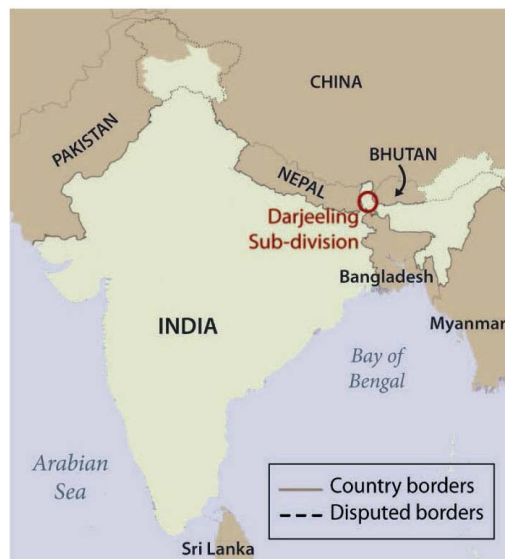 CHINA
PAKISTAN
BHUTAN
NEPAL
Darjeeling
Sub-division
Bangladesh
INDIA
Myanmar
Bay of
Bengal
Arabian
Sea
Country borders
Disputed borders
Sri Lanka